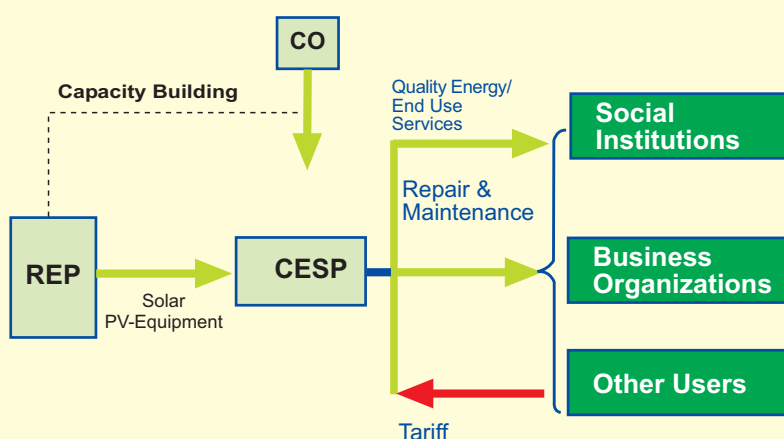 CO
Capacity Building
Quality Energy/
End Use
Services
Social
Institutions
Repair &
Maintenance
REP
Solar
PV-Equipment
CESP
Business
Organizations
Other Users
Tariff